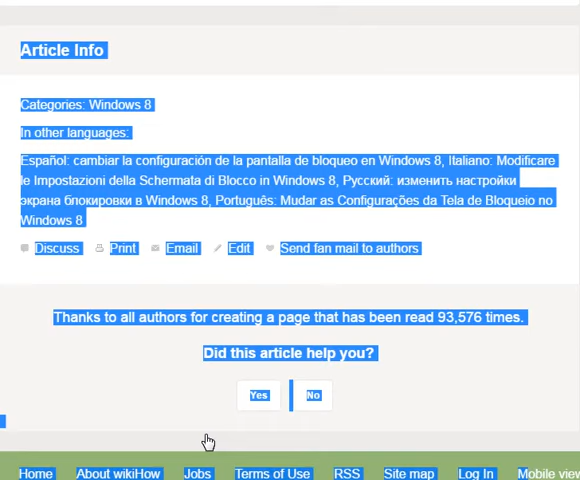 Article Info
Categories: Windows 8
In other languages:
Español: cambiar la configuración de la pantalla de bloqueo en Windows 8, Italiano: Modificare
le Impostazioni della Schermata di Blocco in Windows 8, Русский: изменить настройки
экрана блокировки в Windows 8, Português: Mudar as Configurações da Tela de Bloqueio no
Windows 8
Discuss Print Email Edit Send fan mail to authors
Thanks to all authors for creating a page that has been read 93,576 times.
Did this article help you?
Yes No
Home About wikiHow Jobs Terms of Use RSS Site map Log In Mobile view